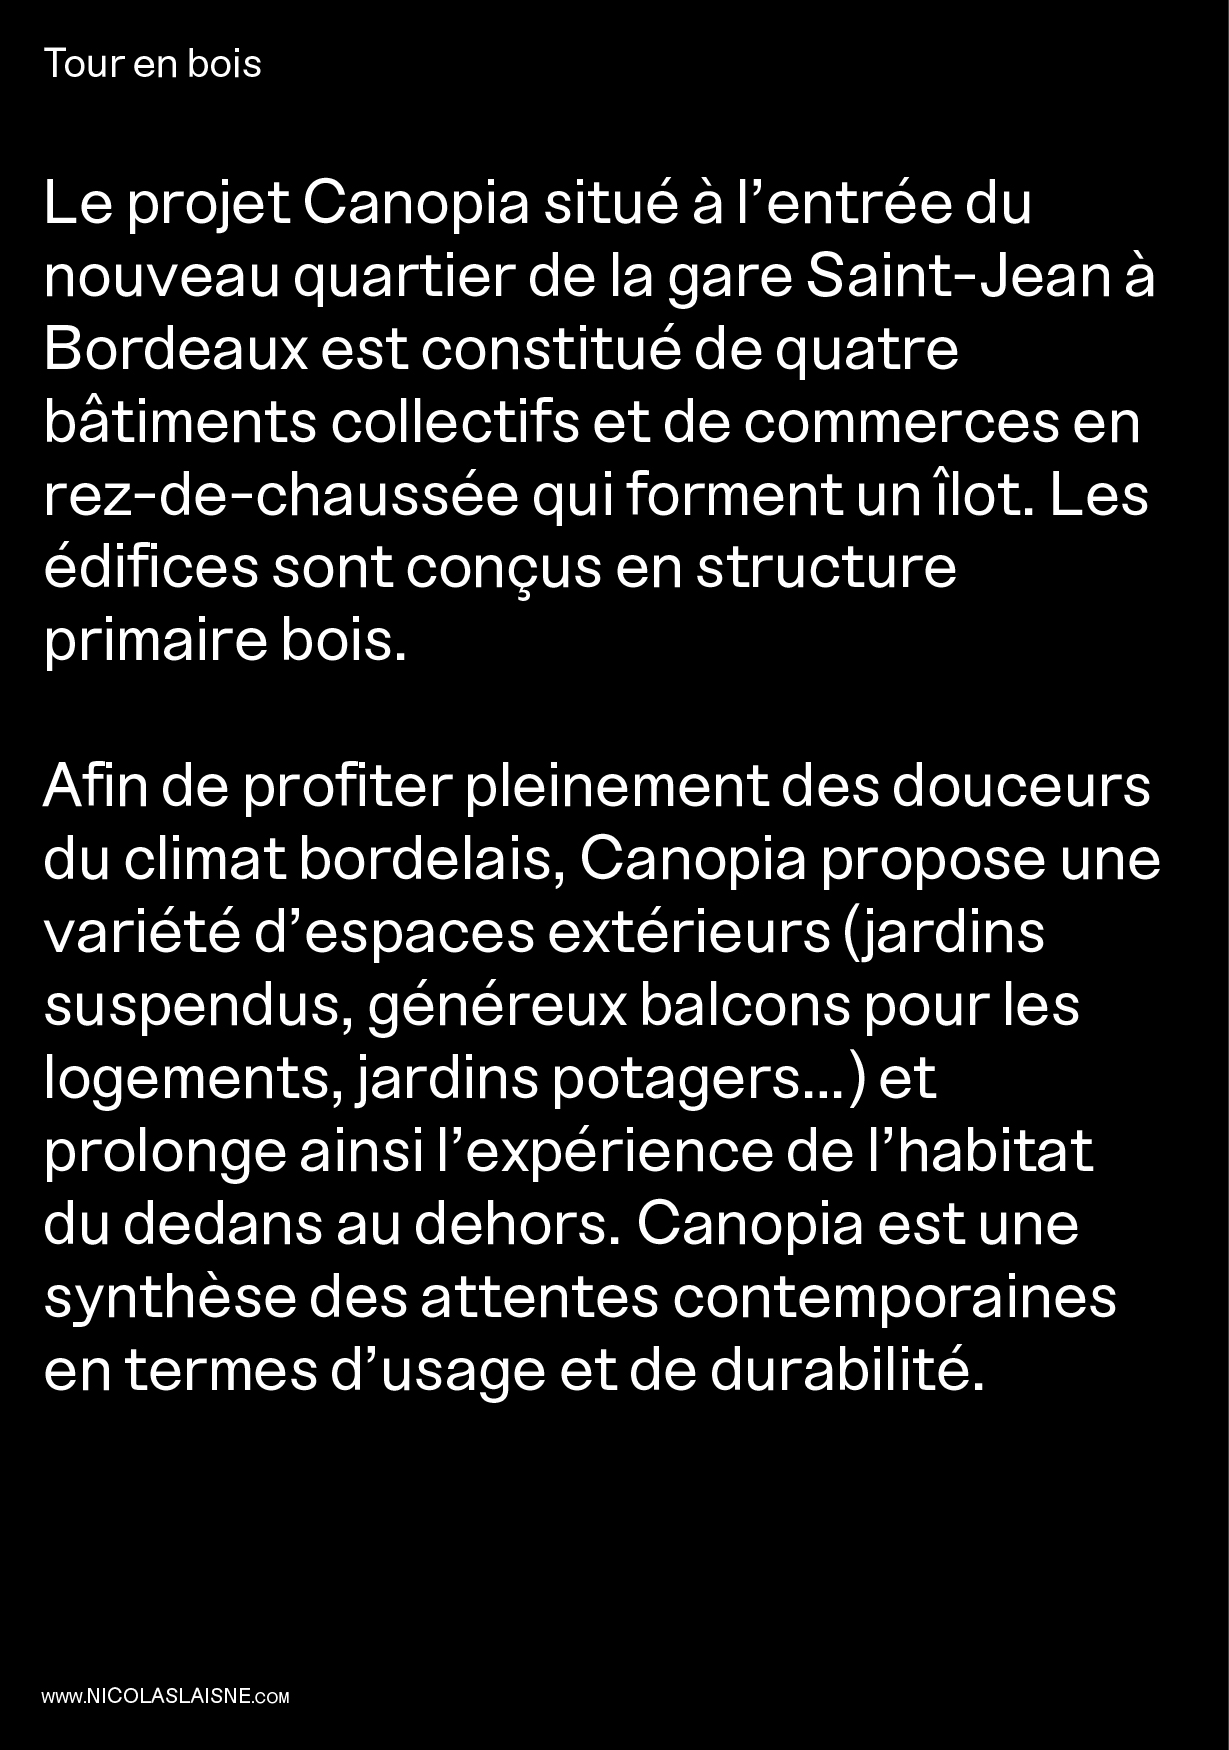 Tour en bois
Le projet Canopia situé à l’entrée du
nouveau quartier de la gare Saint-Jean à
Bordeaux est constitué de quatre
bâtiments collectifs et de commerces en
rez-de-chaussée qui forment un îlot. Les
édifices sont conçus en structure
primaire bois.
Afin de profiter pleinement des douceurs
du climat bordelais, Canopia propose une
variété d’espaces extérieurs (jardins
suspendus, généreux balcons pour les
logements, jardins potagers...) et
prolonge ainsi l’expérience de l’habitat
du dedans au dehors. Canopia est une
synthèse des attentes contemporaines
en termes d’usage et de durabilité.
www.NICOLASLAISNE.COM